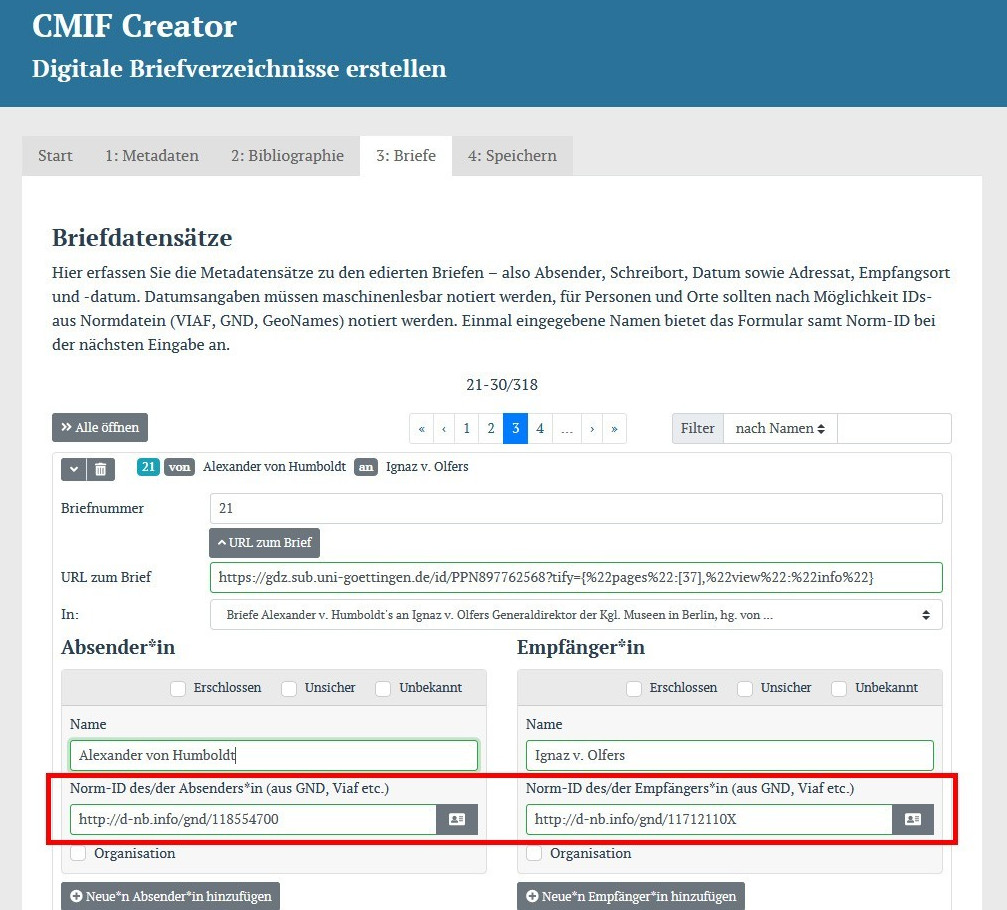 CMIF Creator
Digitale Briefverzeichnisse erstellen
Start 1: Metadaten 2: Bibliographie 3: Briefe 4: Speichern
Briefdatensätze
Hier erfassen Sie die Metadatensätze zu den edierten Briefen – also Absender, Schreibort, Datum sowie Adressat, Empfangsort
und -datum. Datumsangaben müssen maschinenlesbar notiert werden, für Personen und Orte sollten nach Möglichkeit IDs-
aus Normdatein (VIAF, GND, GeoNames) notiert werden. Einmal eingegebene Namen bietet das Formular samt Norm-ID bei
der nächsten Eingabe an.
21-30/318
Alle öffnen « ‹ 1 2 3 4 ... › » Filter nach Namen
21 von Alexander von Humboldt an Ignaz v. Olfers
Briefnummer 21
URL zum Brief
URL zum Brief https://gdz.sub.uni-goettingen.de/id/PPN897762568?tify={%22pages%22:[37],%22view%22:%22info%22}
In: Briefe Alexander v. Humboldt's an Ignaz v. Olfers Generaldirektor der Kgl. Museen in Berlin, hg. von ...
Absender*in Empfänger*in
Erschlossen Unsicher Unbekannt Erschlossen Unsicher Unbekannt
Name Name
Alexander von Humboldt Ignaz v. Olfers
Norm-ID des/der Absenders*in (aus GND, Viaf etc.) Norm-ID des/der Empfängers*in (aus GND, Viaf etc.)
http://d-nb.info/gnd/118554700 http://d-nb.info/gnd/11712110X
Organisation Organisation
Neue*n Absender*in hinzufügen Neue*n Empfänger*in hinzufügen